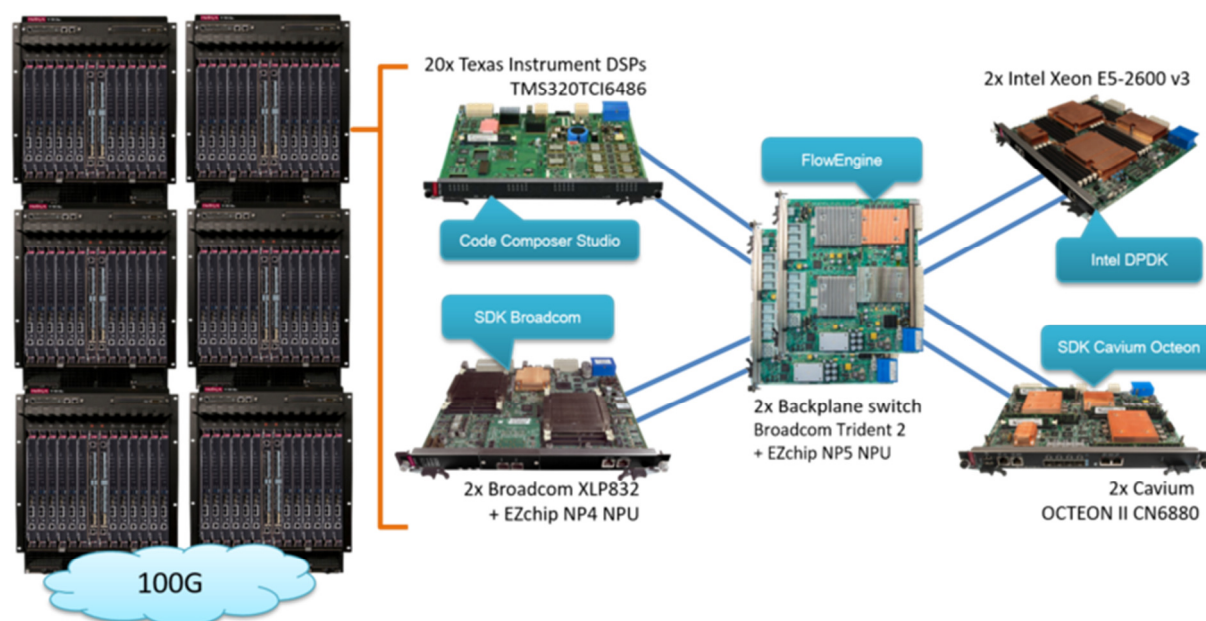 20x Texas Instrument DSPs
TMS320TCI6486
2x Intel Xeon E5-2600 v3
FlowEngine
Code Composer Studio
Intel DPDK
SDK Broadcom
SDK Cavium Octeon
2x Backplane switch
Broadcom Trident 2
+ EZchip NP5 NPU
2x Broadcom XLP832
+ EZchip NP4 NPU
2x Cavium
OCTEON II CN6880
100G